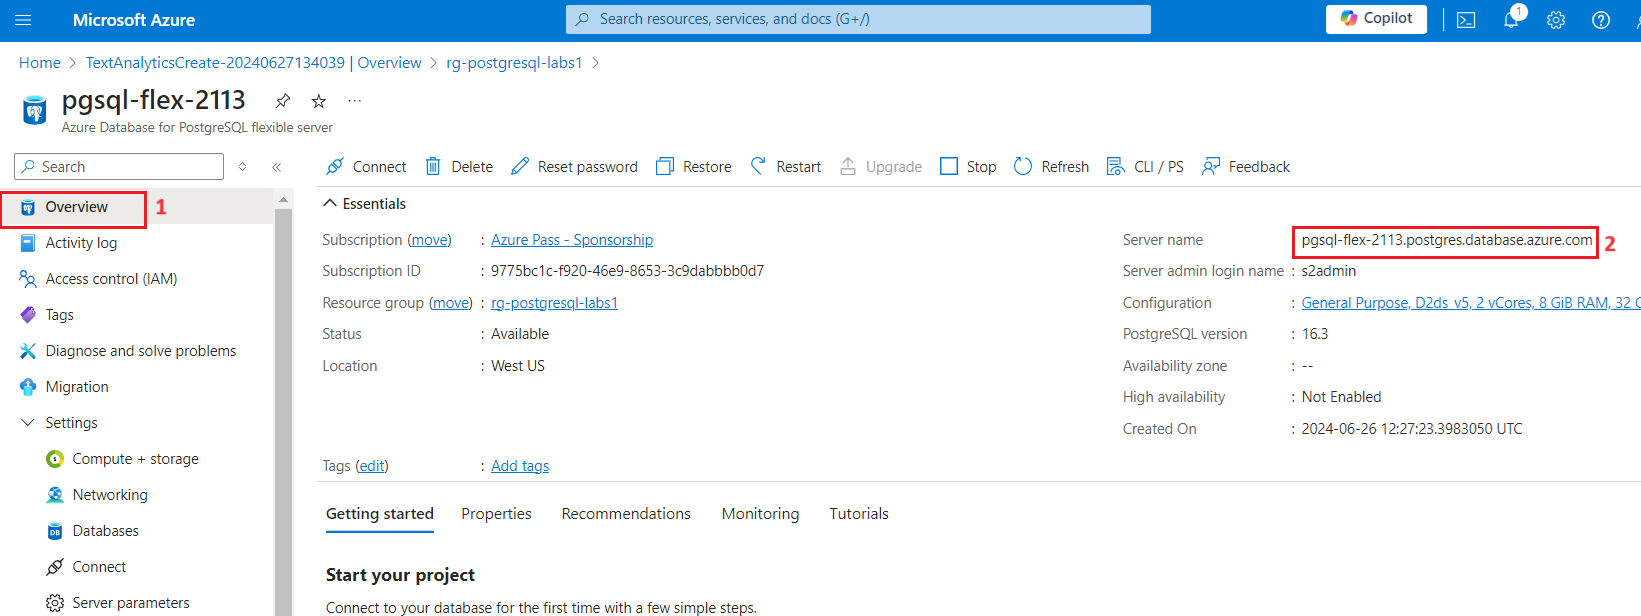 Microsoft Azure
Search resources, services, and docs (G+/)
Copilot
1
Home > TextAnalyticsCreate-20240627134039 | Overview > rg-postgresql-labs1 >
pgsql-flex-2113
Azure Database for PostgreSQL flexible server
Search
Connect Delete Reset password Restore Restart Upgrade Stop Refresh CLI / PS Feedback
Overview 1
Activity log
Access control (IAM)
Tags
Diagnose and solve problems
Migration
Settings
Compute + storage
Networking
DB Databases
Connect
Server parameters
Essentials
Subscription (move) : Azure Pass - Sponsorship
Subscription ID : 9775bc1c-f920-46e9-8653-3c9dabbbb0d7
Resource group (move) : rg-postgresql-labs1
Status : Available
Location : West US
Server name pgsql-flex-2113.postgres.database.azure.com 2
Server admin login name : s2admin
Configuration : General Purpose, D2ds_v5, 2 vCores, 8 GiB RAM, 32
PostgreSQL version : 16.3
Availability zone : --
High availability : Not Enabled
Created On : 2024-06-26 12:27:23.3983050 UTC
Tags (edit) : Add tags
Getting started Properties Recommendations Monitoring Tutorials
Start your project
Connect to your database for the first time with a few simple steps.